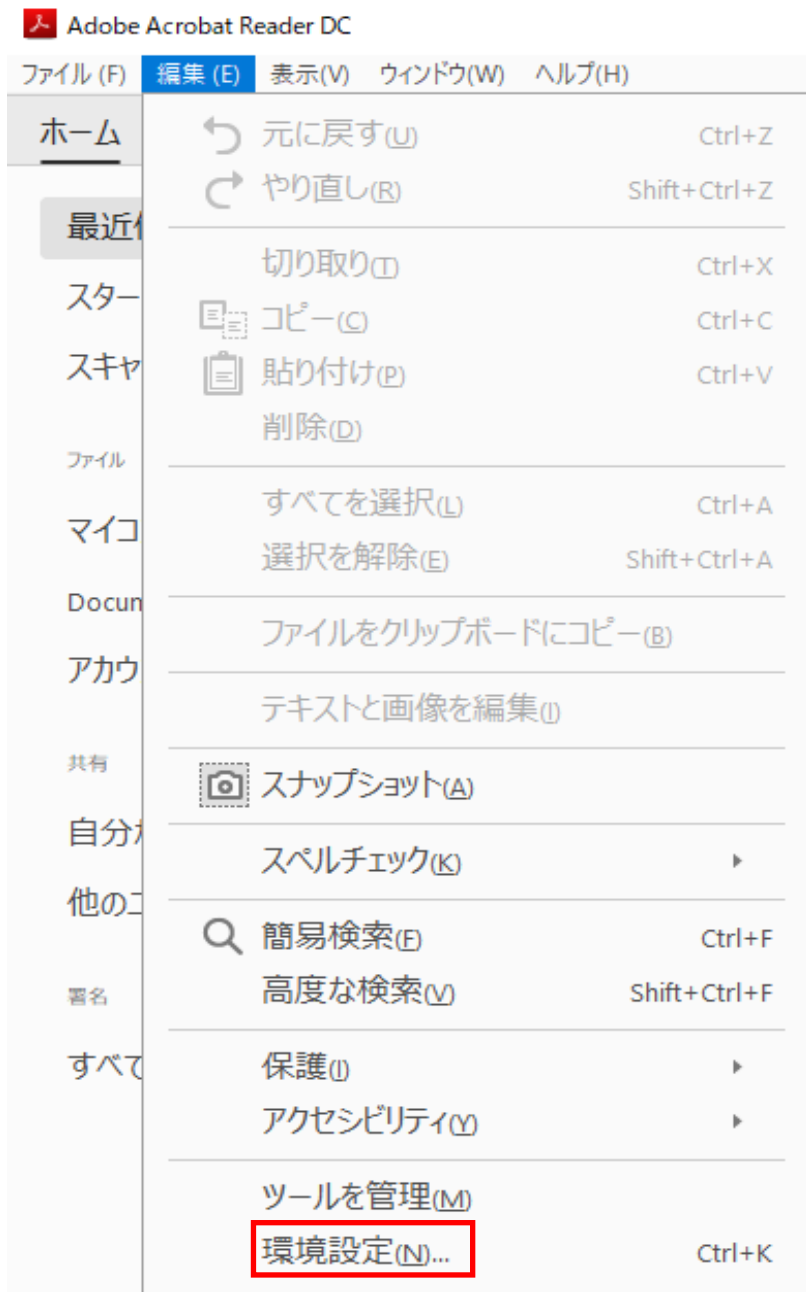 Adobe Acrobat Reader DC
ファイル (F) 編集 (E) 表示(V) ウィンドウ(W) ヘルプ(H)
ホーム
元に戻す(U) Ctrl+Z
やり直し(R) Shift+Ctrl+Z
最近
切り取り(T) Ctrl+X
スター
コピー(C) Ctrl+C
スキャ
貼り付け(P) Ctrl+V
削除(D)
ファイル
すべてを選択(L) Ctrl+A
マイコ
選択を解除(E) Shift+Ctrl+A
Docum
ファイルをクリップボードにコピー(B)
アカウ
テキストと画像を編集(I)
共有
スナップショット(A)
自分
スペルチェック(K)
他のコ
簡易検索(F) Ctrl+F
高度な検索(V) Shift+Ctrl+F
署名
すべて
保護(I)
アクセシビリティ(Y)
ツールを管理(M)
環境設定(N)... Ctrl+K